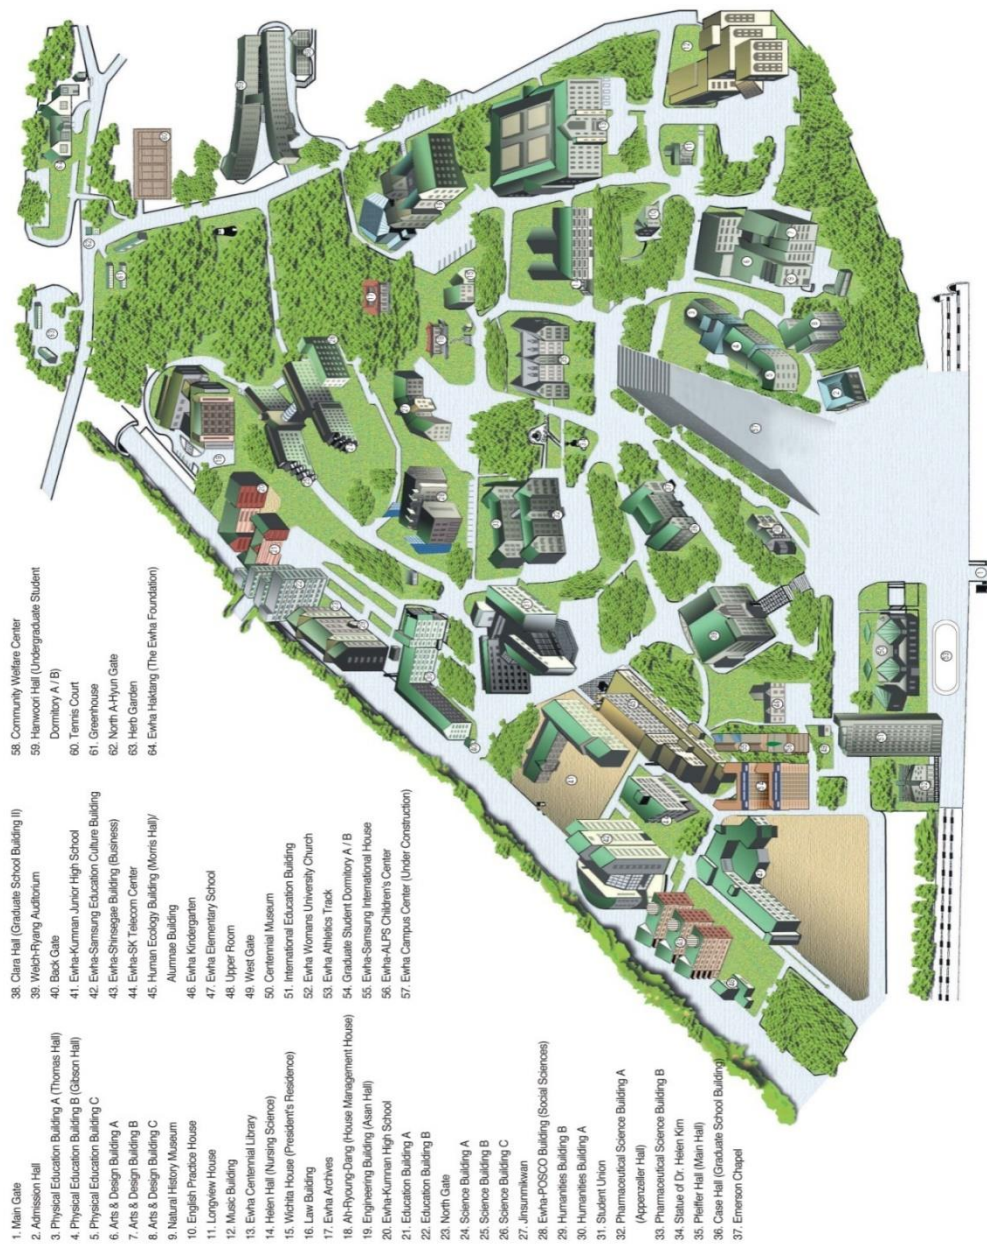 1. Main Gate
2. Admission Hall
3. Physical Education Building A (Thomas Hall)
4. Physical Education Building B (Gibson Hall)
5. Physical Education Building C
6. Arts & Design Building A
7. Arts & Design Building B
8. Arts & Design Building C
9. Natural History Museum
10. English Practice House
11. Longview House
12. Music Building
13. Ewha Centennial Library
14. Helen Hall (Nursing Science)
15. Wichita House (President's Residence)
16. Law Building
17. Ewha Archives
18. Ah-Ryoung-Dang (House Management House)
19. Engineering Building (Asan Hall)
20. Ewha-Kumnan High School
21. Education Building A
22. Education Building B
23. North Gate
24. Science Building A
25. Science Building B
26. Science Building C
27. Jinsunmikwan
28. Ewha-POSCO Building (Social Sciences)
29. Humanities Building B
30. Humanities Building A
31. Student Union
32. Pharmaceutical Science Building A
(Appenzeller Hall)
33. Pharmaceutical Science Building B
34. Statue of Dr. Helen Kim
35. Pfeiffer Hall (Main Hall)
36. Case Hall (Graduate School Building)
37. Emerson Chapel
38. Clara Hall (Graduate School Building II)
39. Welch-Ryang Auditorium
40. Back Gate
41. Ewha-Kumnan Junior High School
42. Ewha-Samsung Education Culture Building
43. Ewha-Shinsegae Building (Business)
44. Ewha-SK Telecom Center
45. Human Ecology Building (Morris Hall)/
Alumnae Building
46. Ewha Kindergarten
47. Ewha Elementary School
48. Upper Room
49. West Gate
50. Centennial Museum
51. International Education Building
52. Ewha Womans University Church
53. Ewha Athletics Track
54. Graduate Student Dormitory A / B
55. Ewha-Samsung International House
56. Ewha-ALPS Children's Center
57. Ewha Campus Center (Under Construction)
58. Community Welfare Center
59. Hanwoori Hall (Undergraduate Student
Dormitory A / B)
60. Tennis Court
61. Greenhouse
62. North A-Hyun Gate
63. Herb Garden
64. Ewha Haktang (The Ewha Foundation)